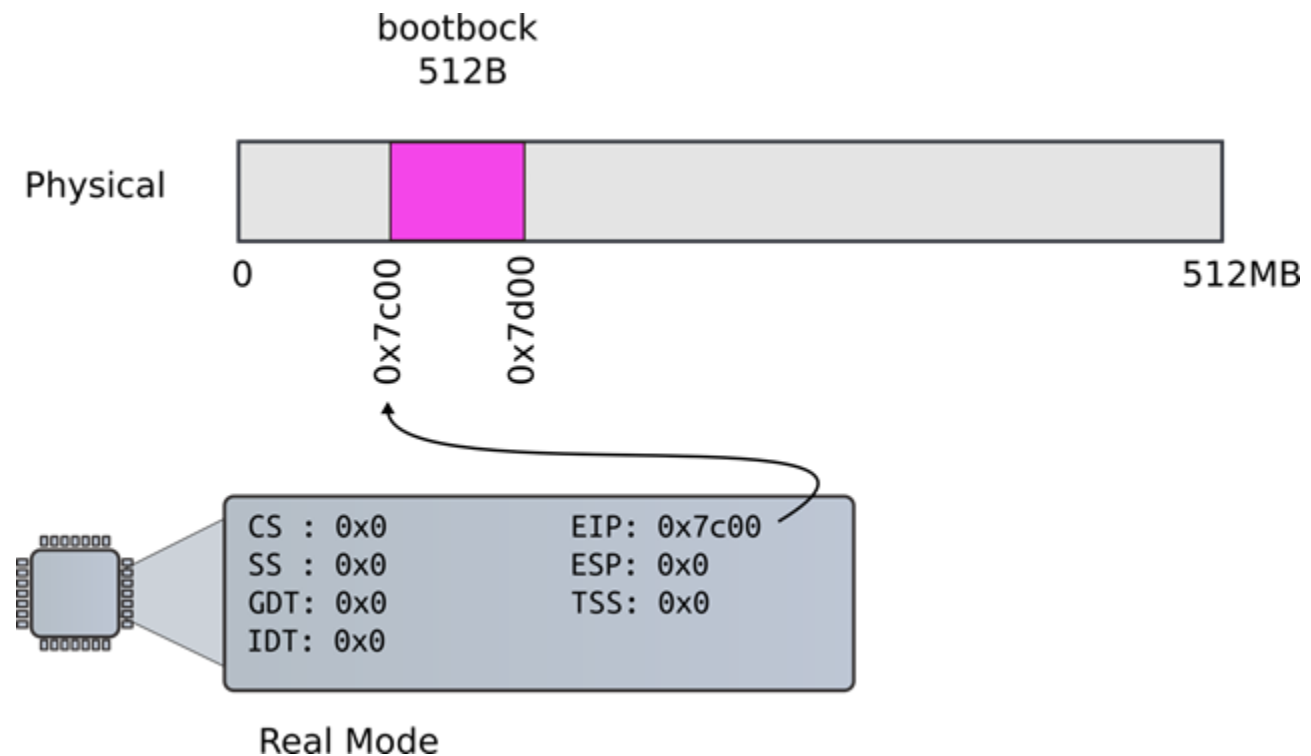 bootbock
512B
Physical
0
0x7c00
0x7d00
512MB
CS : 0x0
EIP: 0x7c00
SS : 0x0
ESP: 0x0
GDT: 0x0
TSS: 0x0
IDT: 0x0
Real Mode